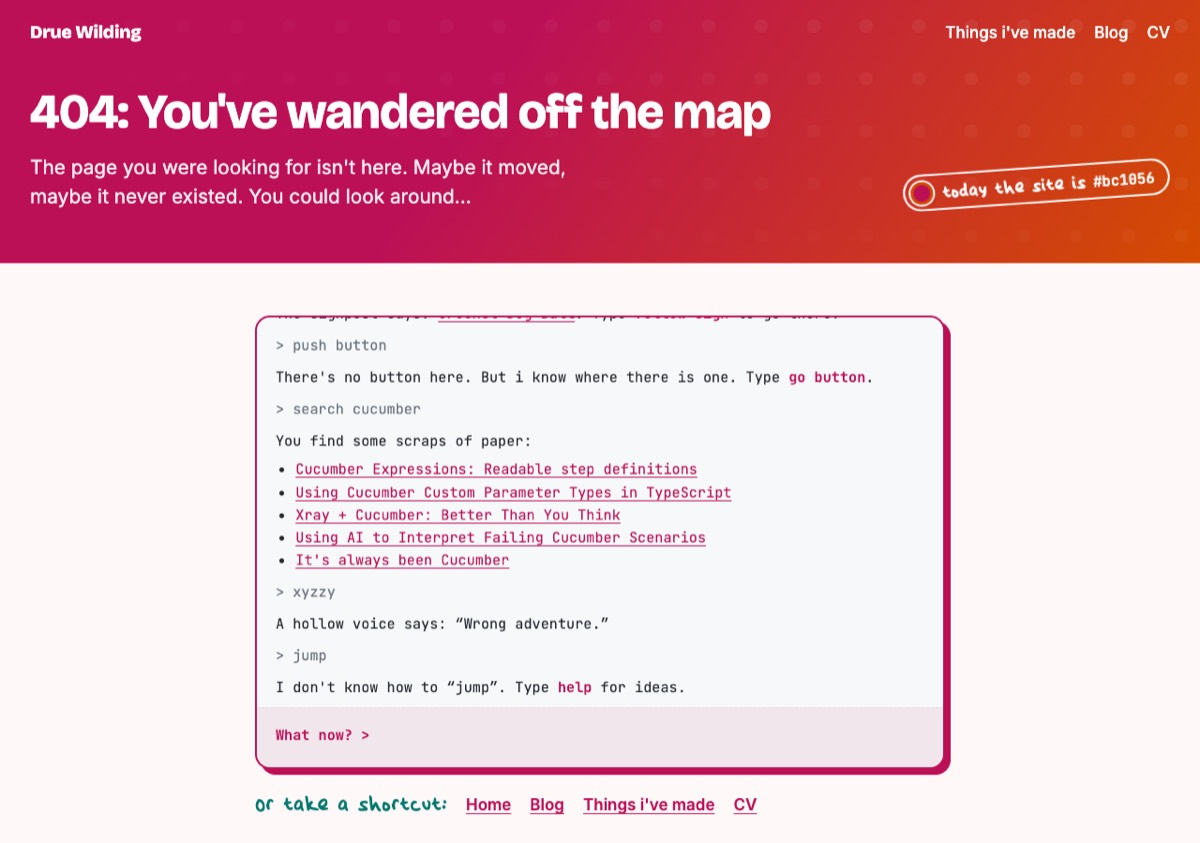 Drue Wilding
Things i've made Blog CV
404: You've wandered off the map
The page you were looking for isn't here. Maybe it moved,
maybe it never existed. You could look around...
today the site is #bc1056
> push button
There's no button here. But i know where there is one. Type go button.
> search cucumber
You find some scraps of paper:
• Cucumber Expressions: Readable step definitions
• Using Cucumber Custom Parameter Types in TypeScript
• Xray + Cucumber: Better Than You Think
• Using AI to Interpret Failing Cucumber Scenarios
• It's always been Cucumber
> xyzzy
A hollow voice says: “Wrong adventure.”
> jump
I don't know how to “jump”. Type help for ideas.
What now? >
or take a shortcut: Home Blog Things i've made CV